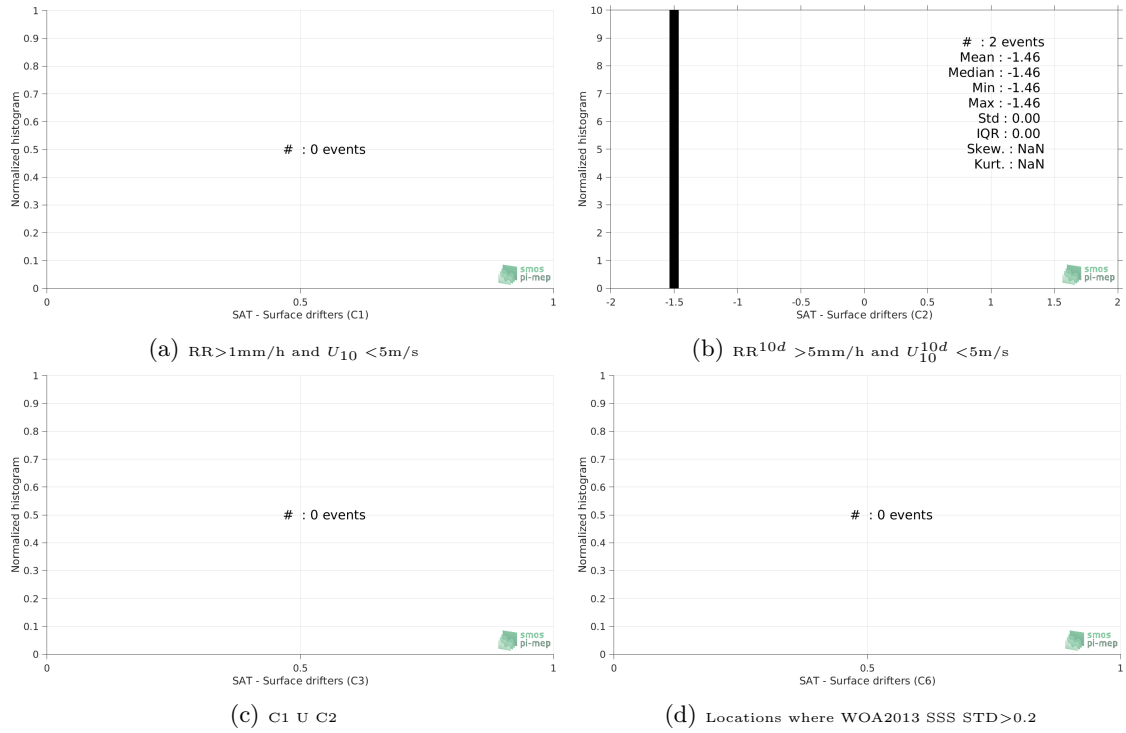 1
0.9
0.8
0.7
0.6
0.5
0.4
0.3
0.2
0.1
0
Normalized histogram
# : 0 events
smos
pi-mep
0 0.5 1
SAT - Surface drifters (C1)
(a) RR>1mm/h and U10 <5m/s
10
9
8
7
6
5
4
3
2
1
0
Normalized histogram
# : 2 events
Mean : -1.46
Median : -1.46
Min : -1.46
Max : -1.46
Std : 0.00
IQR : 0.00
Skew. : NaN
Kurt. : NaN
smos
pi-mep
-2 -1.5 -1 -0.5 0 0.5 1 1.5 2
SAT - Surface drifters (C2)
(b) RR10d >5mm/h and U10d10 <5m/s
1
0.9
0.8
0.7
0.6
0.5
0.4
0.3
0.2
0.1
0
Normalized histogram
# : 0 events
smos
pi-mep
0 0.5 1
SAT - Surface drifters (C3)
(c) C1 U C2
1
0.9
0.8
0.7
0.6
0.5
0.4
0.3
0.2
0.1
0
Normalized histogram
# : 0 events
smos
pi-mep
0 0.5 1
SAT - Surface drifters (C6)
(d) Locations where WOA2013 SSS STD>0.2